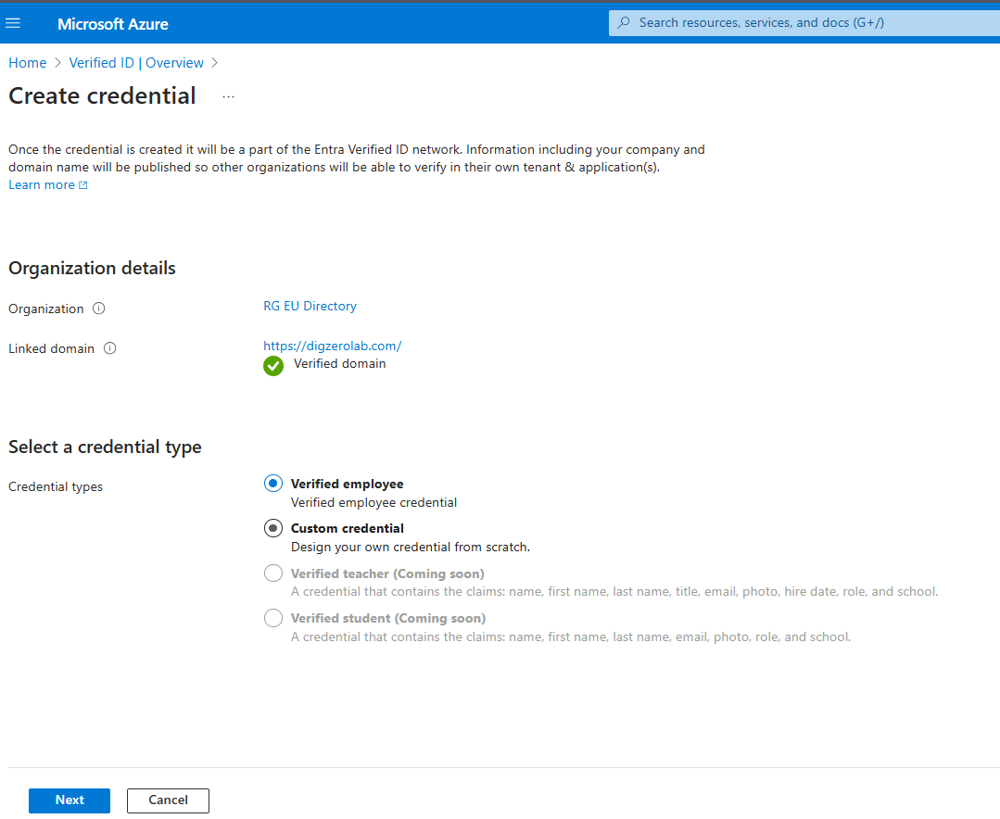 Microsoft Azure
Search resources, services, and docs (G+/)
Home > Verified ID | Overview >
Create credential ...
Once the credential is created it will be a part of the Entra Verified ID network. Information including your company and
domain name will be published so other organizations will be able to verify in their own tenant & application(s).
Learn more
Organization details
Organization
RG EU Directory
Linked domain
https://digzerolab.com/
Verified domain
Select a credential type
Credential types
Verified employee
Verified employee credential
Custom credential
Design your own credential from scratch.
Verified teacher (Coming soon)
A credential that contains the claims: name, first name, last name, title, email, photo, hire date, role, and school.
Verified student (Coming soon)
A credential that contains the claims: name, first name, last name, email, photo, role, and school.
Next
Cancel